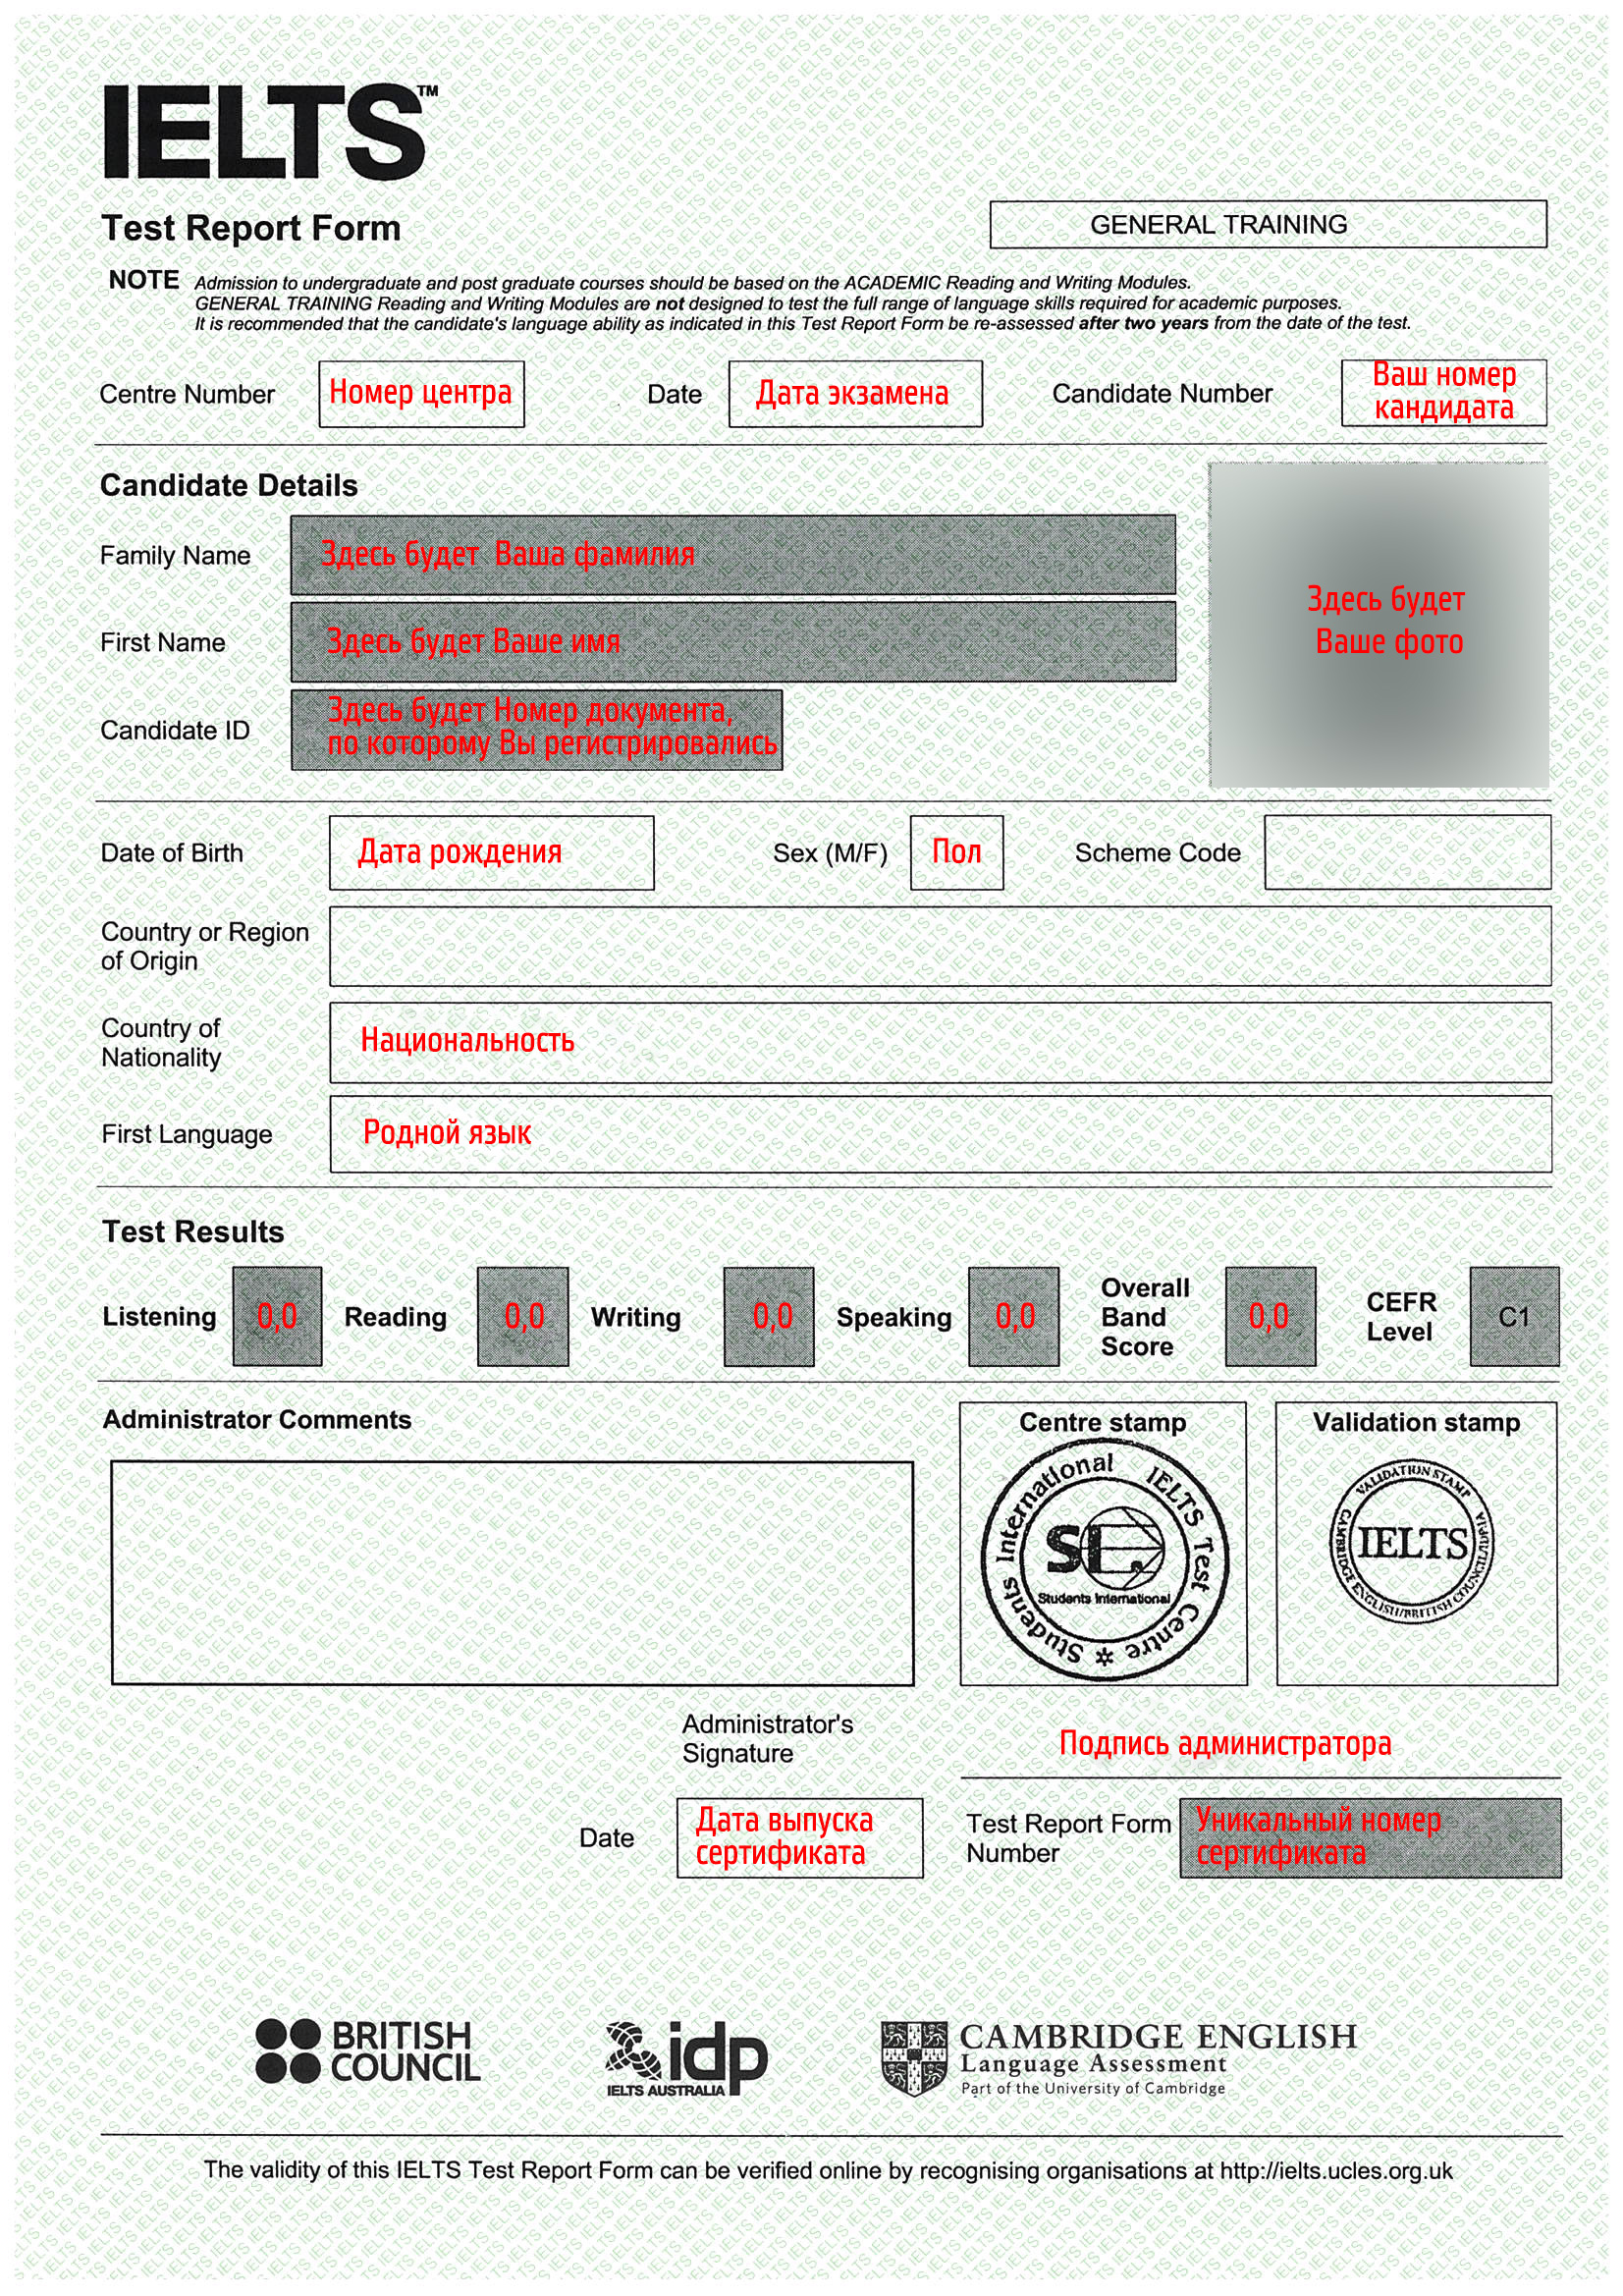 IELTS™
Test Report Form
GENERAL TRAINING
NOTE Admission to undergraduate and post graduate courses should be based on the ACADEMIC Reading and Writing Modules.
GENERAL TRAINING Reading and Writing Modules are not designed to test the full range of language skills required for academic purposes.
It is recommended that the candidate's language ability as indicated in this Test Report Form be re-assessed after two years from the date of the test.
Centre Number Номер центра Date Дата экзамена Candidate Number Ваш номер
кандидата
Candidate Details
Family Name Здесь будет Ваша фамилия
First Name Здесь будет Ваше имя
Здесь будет
Ваше фото
Candidate ID Здесь будет Номер документа,
по которому Вы регистрировались
Date of Birth Дата рождения Sex (M/F) Пол Scheme Code
Country or Region
of Origin
Country of
Nationality
Национальность
First Language Родной язык
Test Results
Listening 0,0 Reading 0,0 Writing 0,0 Speaking 0,0
Overall
Band
Score
0,0
CEFR
Level
C1
Administrator Comments
Centre stamp
Students International IELTS Test Centre
SI
Students International
Validation stamp
VALIDATION STAMP
IELTS
CAMBRIDGE ENGLISH/BRITISH COUNCIL/IDP:IA
Administrator's
Signature
Подпись администратора
Date Дата выпуска
сертификата
Test Report Form
Number
Уникальный номер
сертификата
BRITISH
COUNCIL
idp
IELTS AUSTRALIA
CAMBRIDGE ENGLISH
Language Assessment
Part of the University of Cambridge
The validity of this IELTS Test Report Form can be verified online by recognising organisations at http://ielts.ucles.org.uk